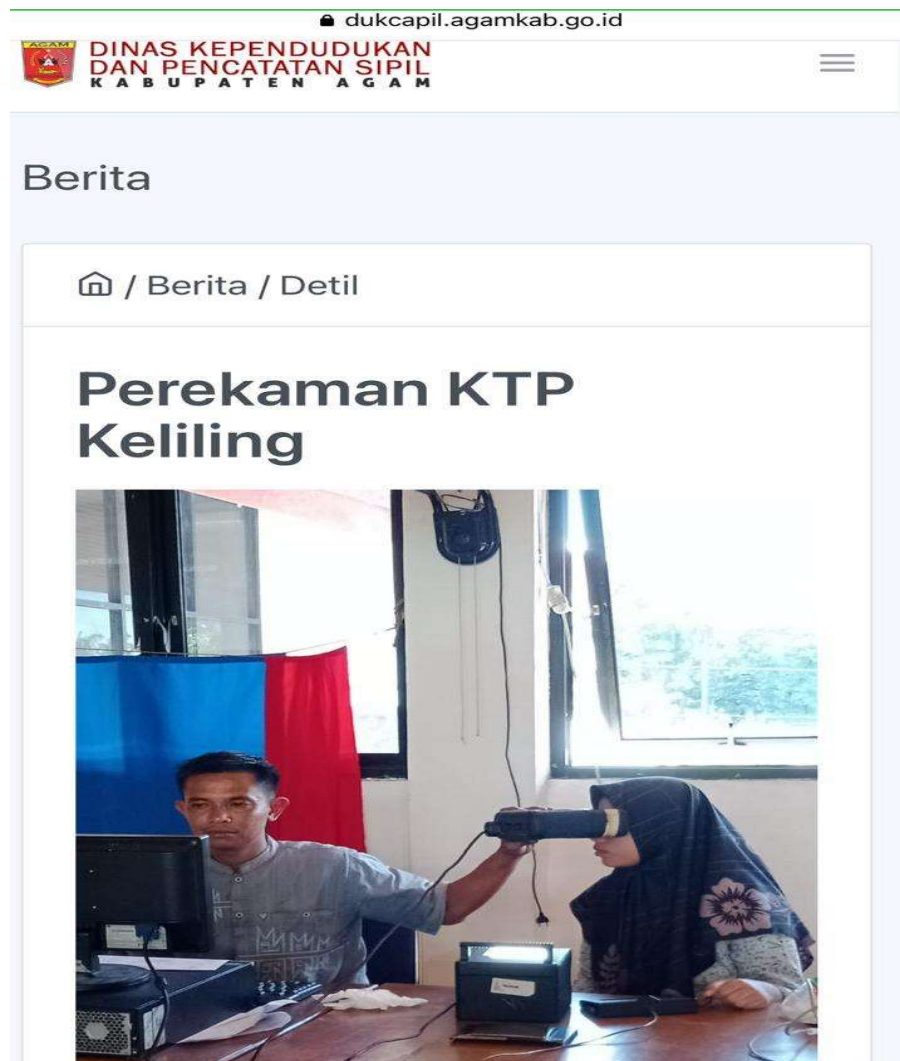 dukcapil.agamkab.go.id
AGAM
DINAS KEPENDUDUKAN
DAN PENCATATAN SIPIL
KABUPATEN AGAM
Berita
/ Berita / Detil
Perekaman KTP
Keliling